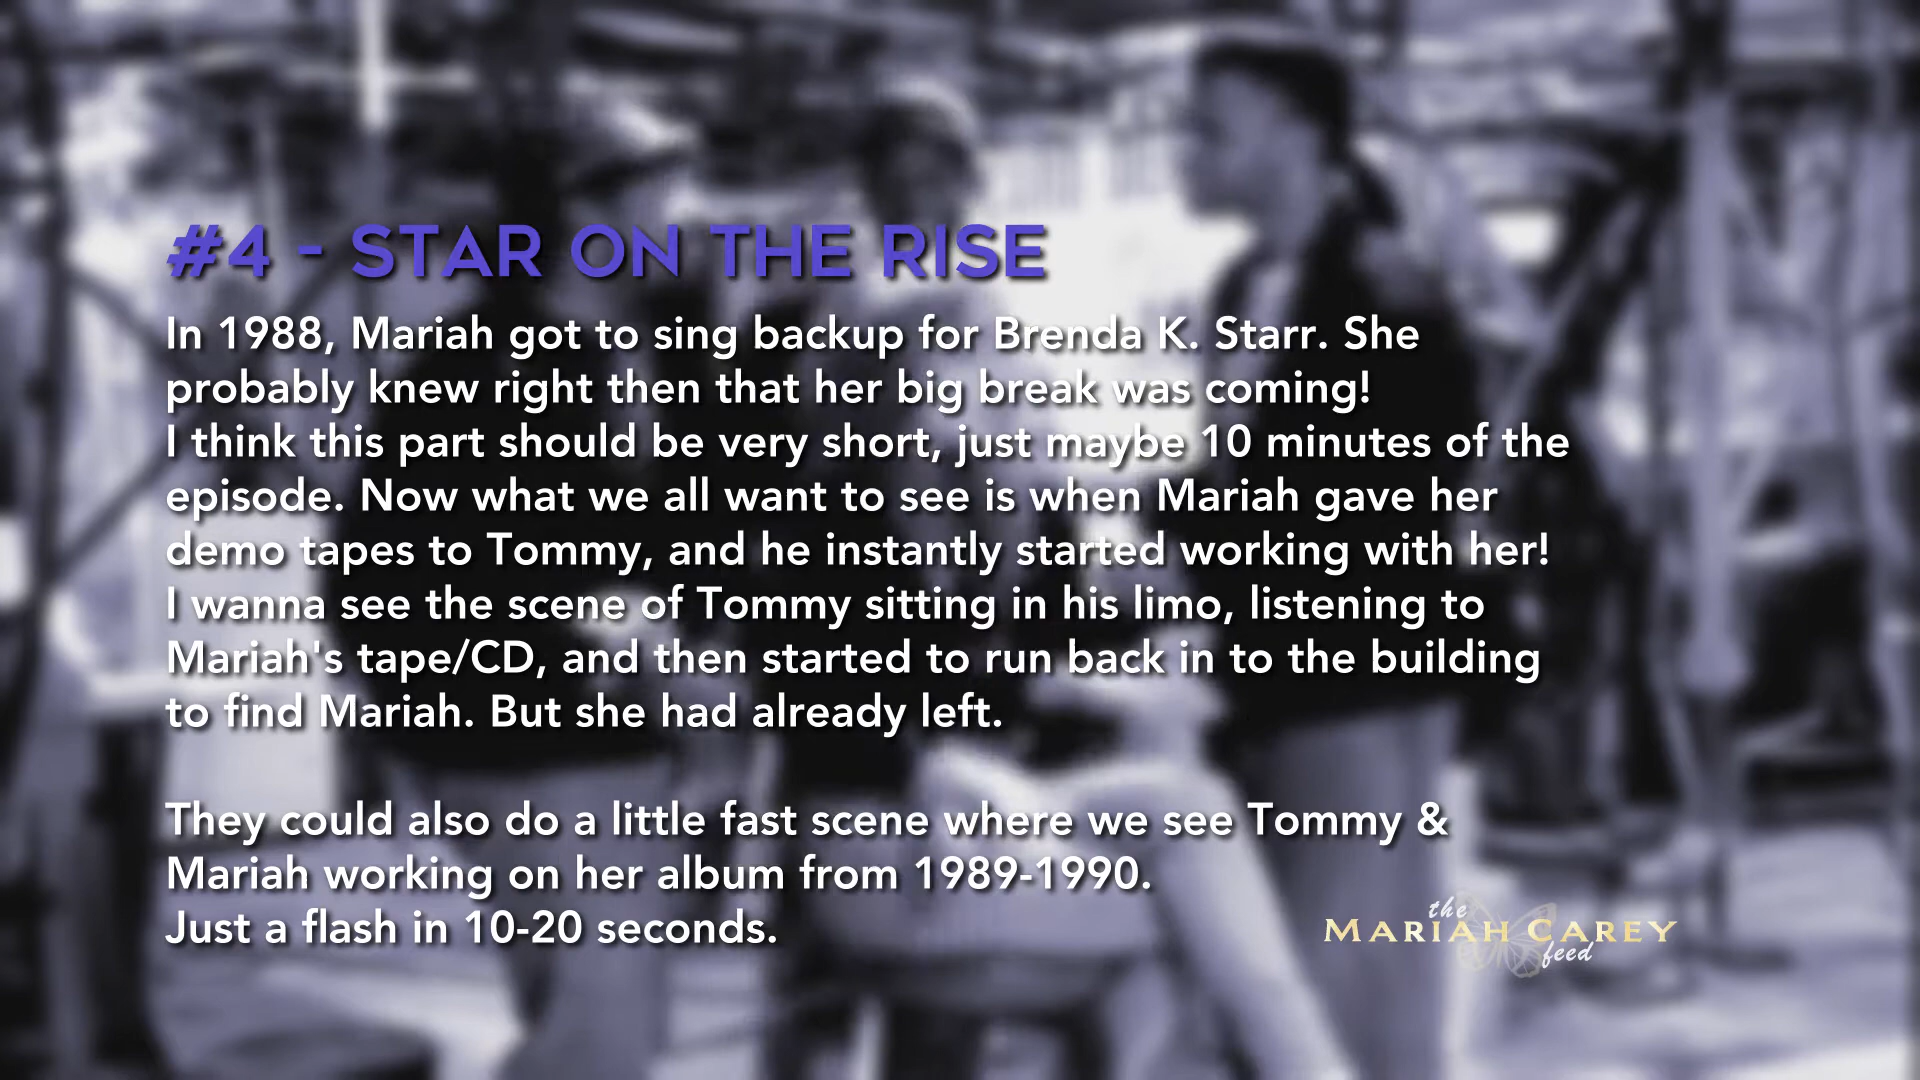 #4 - STAR ON THE RISE
In 1988, Mariah got to sing backup for Brenda K. Starr. She
probably knew right then that her big break was coming!
I think this part should be very short, just maybe 10 minutes of the
episode. Now what we all want to see is when Mariah gave her
demo tapes to Tommy, and he instantly started working with her!
I wanna see the scene of Tommy sitting in his limo, listening to
Mariah's tape/CD, and then started to run back in to the building
to find Mariah. But she had already left.
They could also do a little fast scene where we see Tommy &
Mariah working on her album from 1989-1990.
Just a flash in 10-20 seconds.
the
MARIAH CAREY
feed